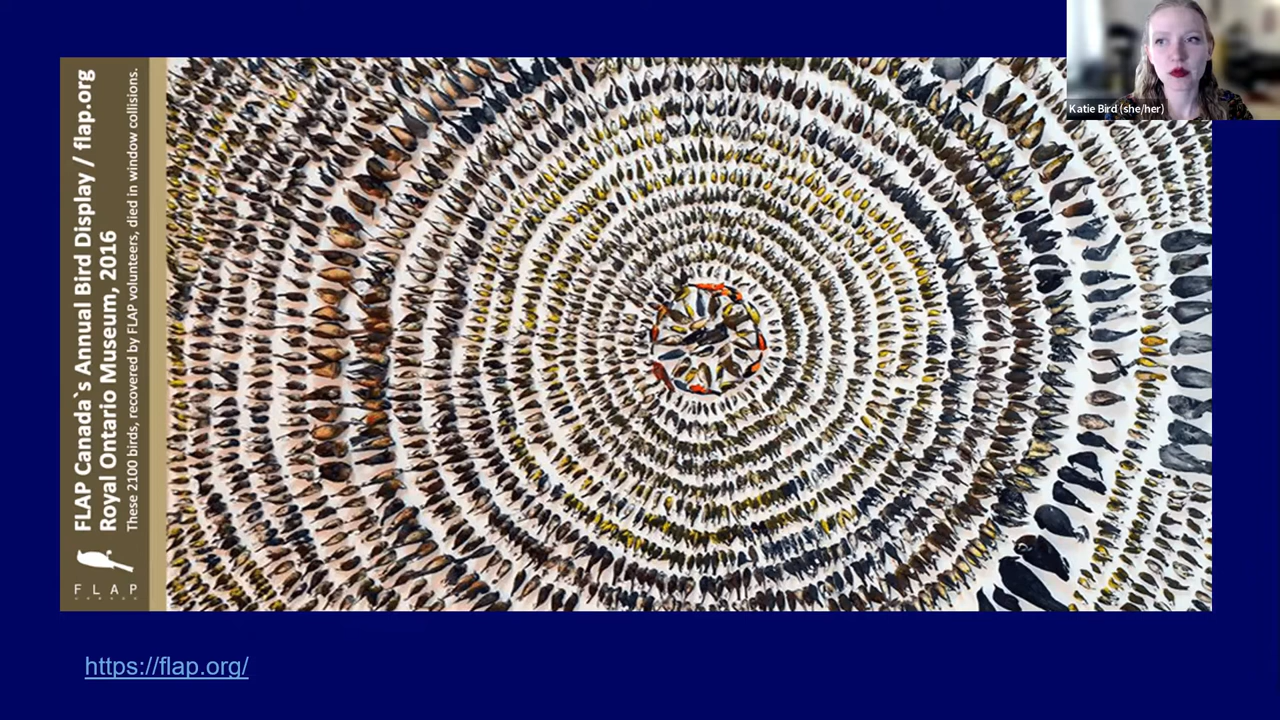 FLAP Canada`s Annual Bird Display / flap.org
Royal Ontario Museum, 2016
These 2100 birds, recovered by FLAP volunteers, died in window collisions.
FLAP
Katie Bird (she/her)
https://flap.org/